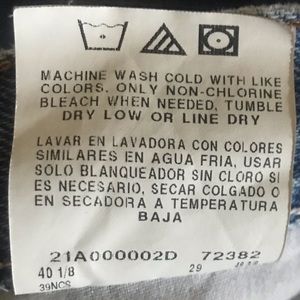 MACHINE WASH COLD WITH LIKE
COLORS. ONLY NON-CHLORINE
BLEACH WHEN NEEDED, TUMBLE
DRY LOW OR LINE DRY
LAVAR EN LAVADORA CON COLORES
SIMILARES EN AGUA FRIA, USAR
SOLO BLANQUEADOR SIN CLORO SI
ES NECESARIO, SECAR COLGADO O
EN SECADORA A TEMPERATURA
BAJA
21A000002D 72382
40 1/8 29
39NCS